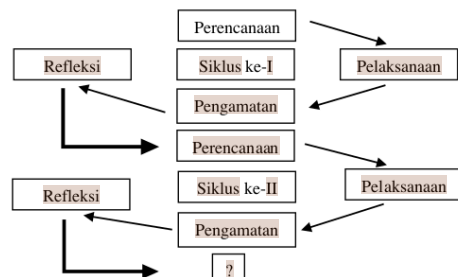 Perencanaan
Refleksi
Siklus ke-I
Pelaksanaan
Pengamatan
Perencanaan
Refleksi
Siklus ke-II
Pelaksanaan
Pengamatan
?